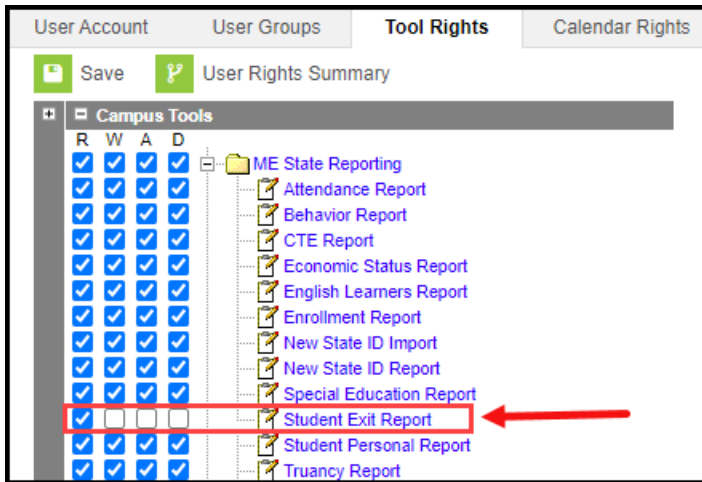 User Account User Groups Tool Rights Calendar Rights
Save User Rights Summary
Campus Tools
R W A D
ME State Reporting
Attendance Report
Behavior Report
CTE Report
Economic Status Report
English Learners Report
Enrollment Report
New State ID Import
New State ID Report
Special Education Report
Student Exit Report
Student Personal Report
Truancy Report